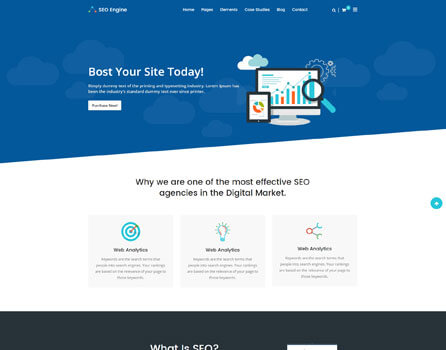 SEO Engine
Home Pages Elements Case Studies Blog Contact
Bost Your Site Today!
Simply dummy text of the printing and typesetting industry. Lorem Ipsum has
been the industry's standard dummy text ever since printer.
Purchase Now!
Why we are one of the most effective SEO
agencies in the Digital Market.
Web Analytics
Keywords are the search terms that
people into search engines. Your rankings
are based on the relevance of your page to
those keywords.
Web Analytics
Keywords are the search terms that
people into search engines. Your rankings
are based on the relevance of your page to
those keywords.
Web Analytics
Keywords are the search terms that
people into search engines. Your rankings
are based on the relevance of your page to
those keywords.
What Is SEO?